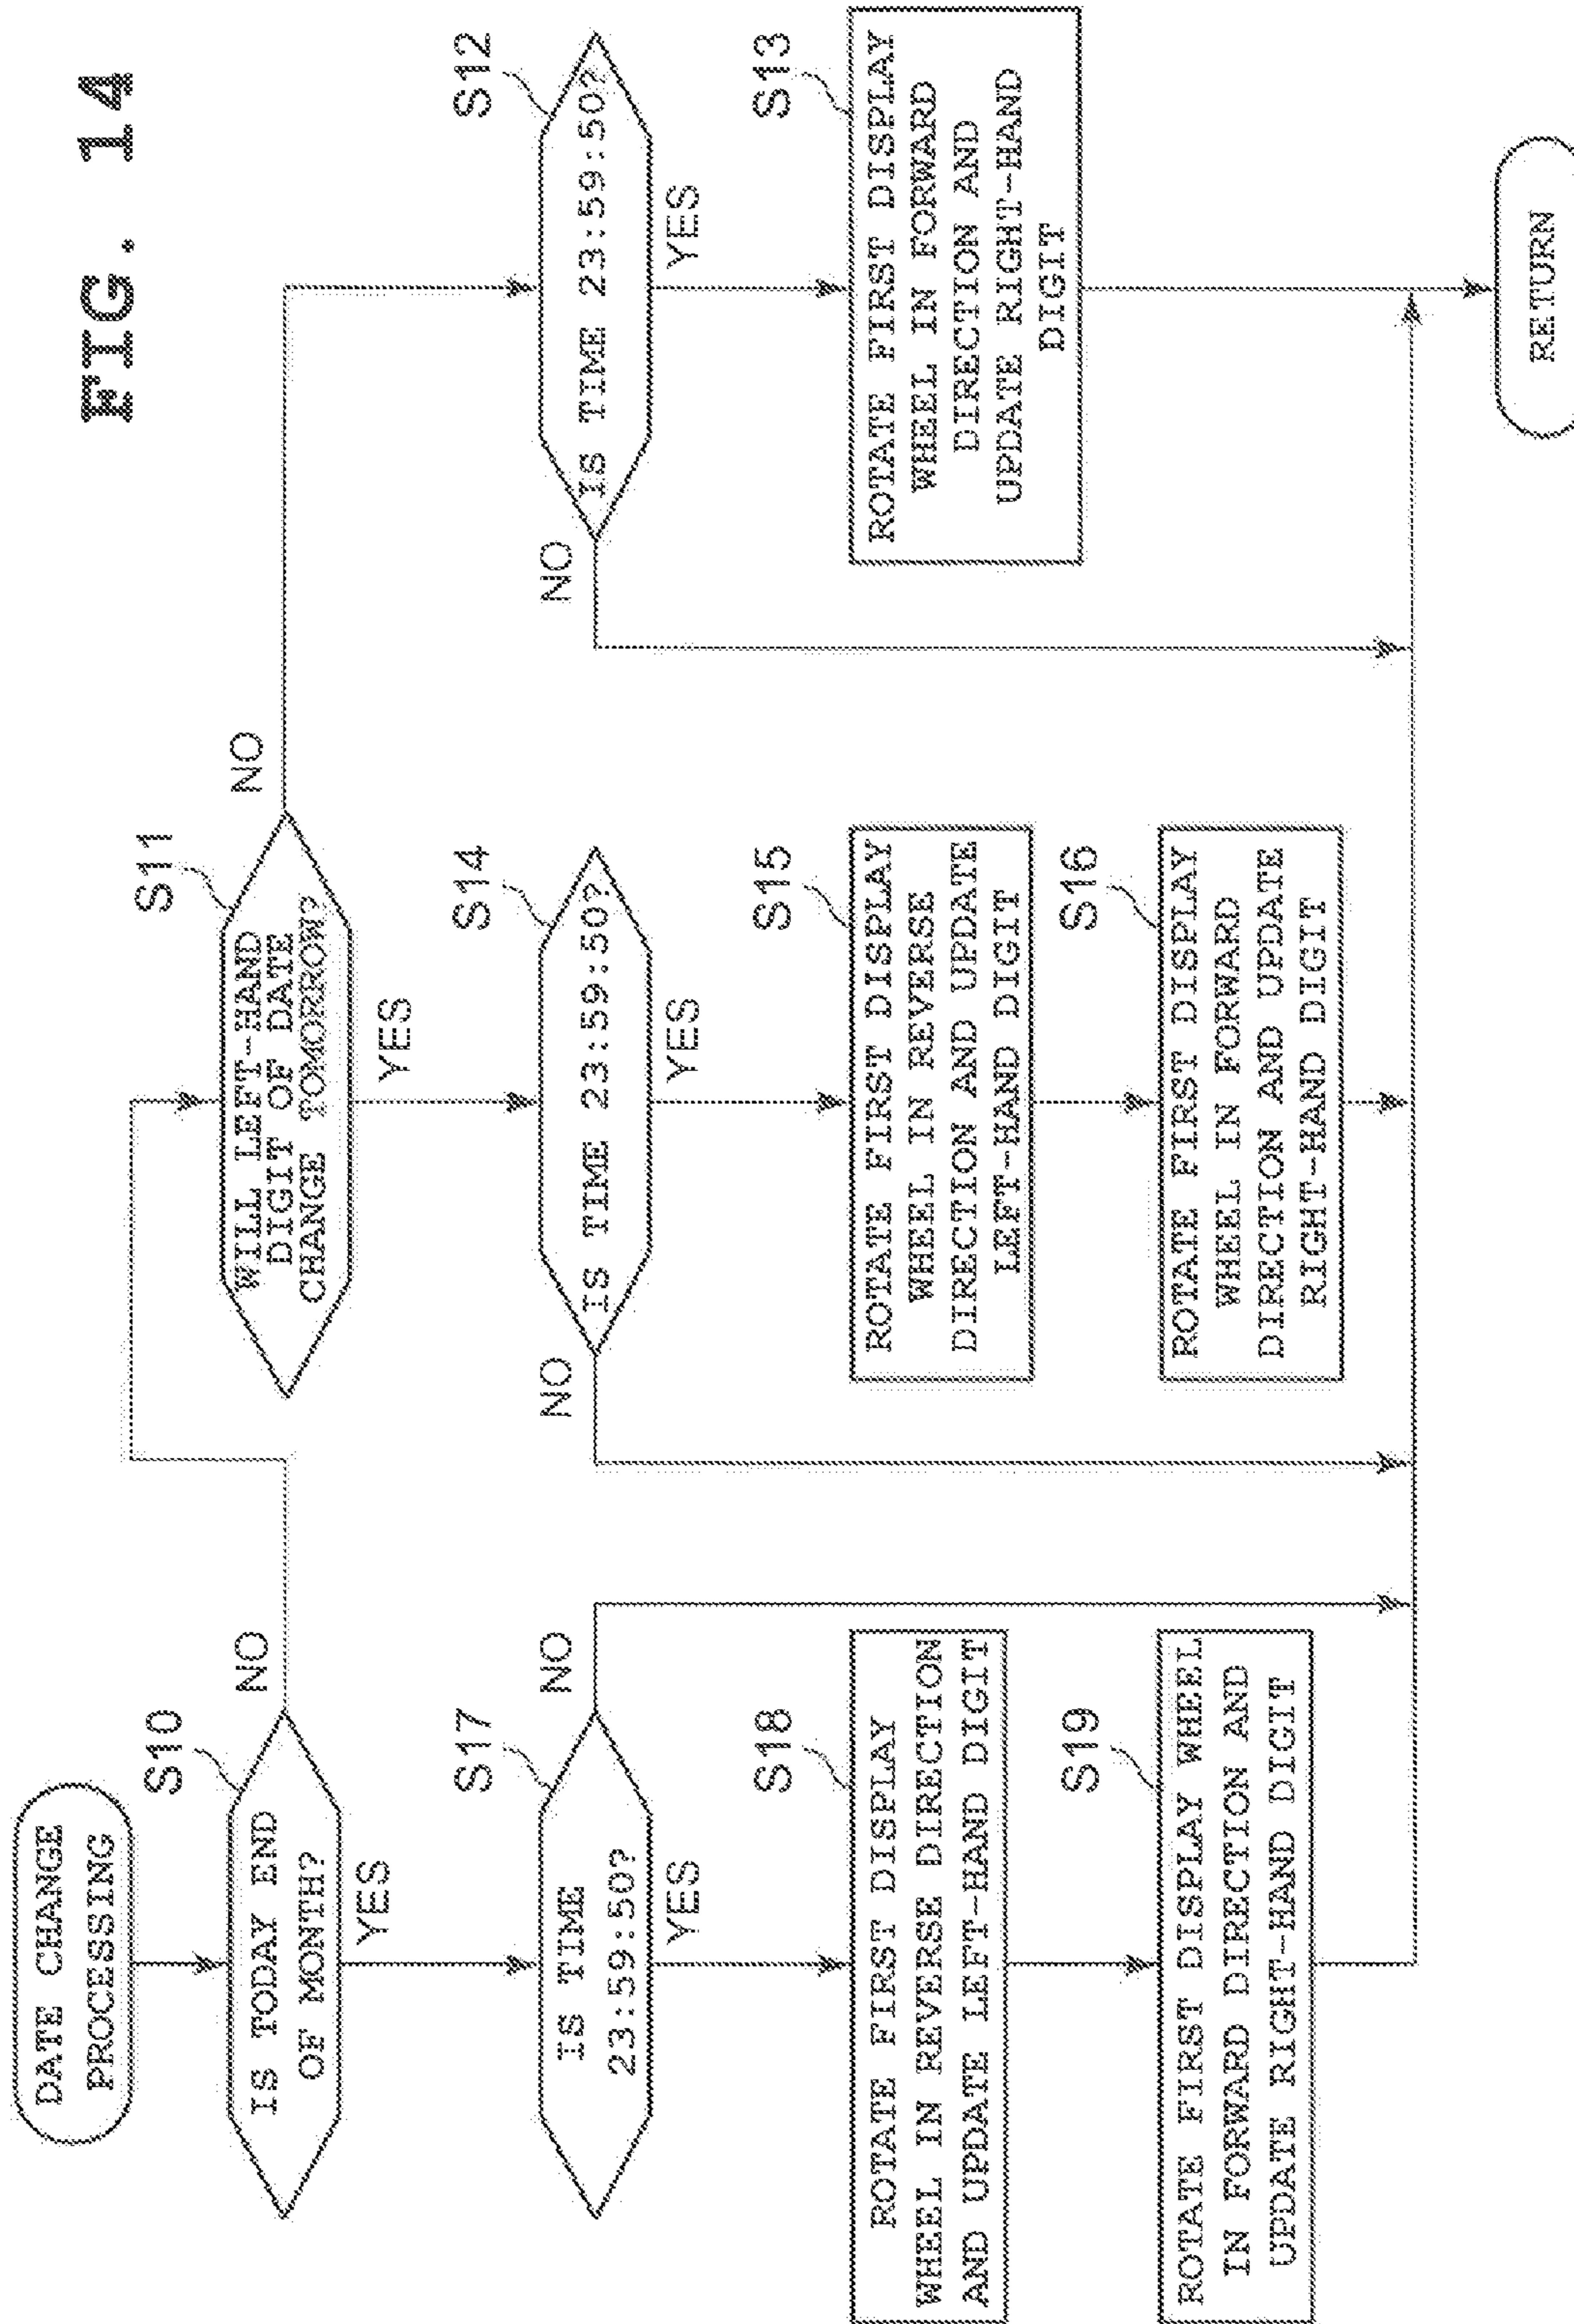 FIG. 14
DATE CHANGE
PROCESSING
S10
IS TODAY END
OF MONTH?
NO
YES
S17
IS TIME
23:59:50?
NO
YES
S18
ROTATE FIRST DISPLAY
WHEEL IN REVERSE DIRECTION
AND UPDATE LEFT-HAND DIGIT
S19
ROTATE FIRST DISPLAY WHEEL
IN FORWARD DIRECTION AND
UPDATE RIGHT-HAND DIGIT
S11
WILL LEFT-HAND
DIGIT OF DATE
CHANGE TOMORROW?
NO
YES
S14
IS TIME 23:59:50?
NO
YES
S15
ROTATE FIRST DISPLAY
WHEEL IN REVERSE
DIRECTION AND UPDATE
LEFT-HAND DIGIT
S16
ROTATE FIRST DISPLAY
WHEEL IN FORWARD
DIRECTION AND UPDATE
RIGHT-HAND DIGIT
S12
IS TIME 23:59:50?
NO
YES
S13
ROTATE FIRST DISPLAY
WHEEL IN FORWARD
DIRECTION AND
UPDATE RIGHT-HAND
DIGIT
RETURN